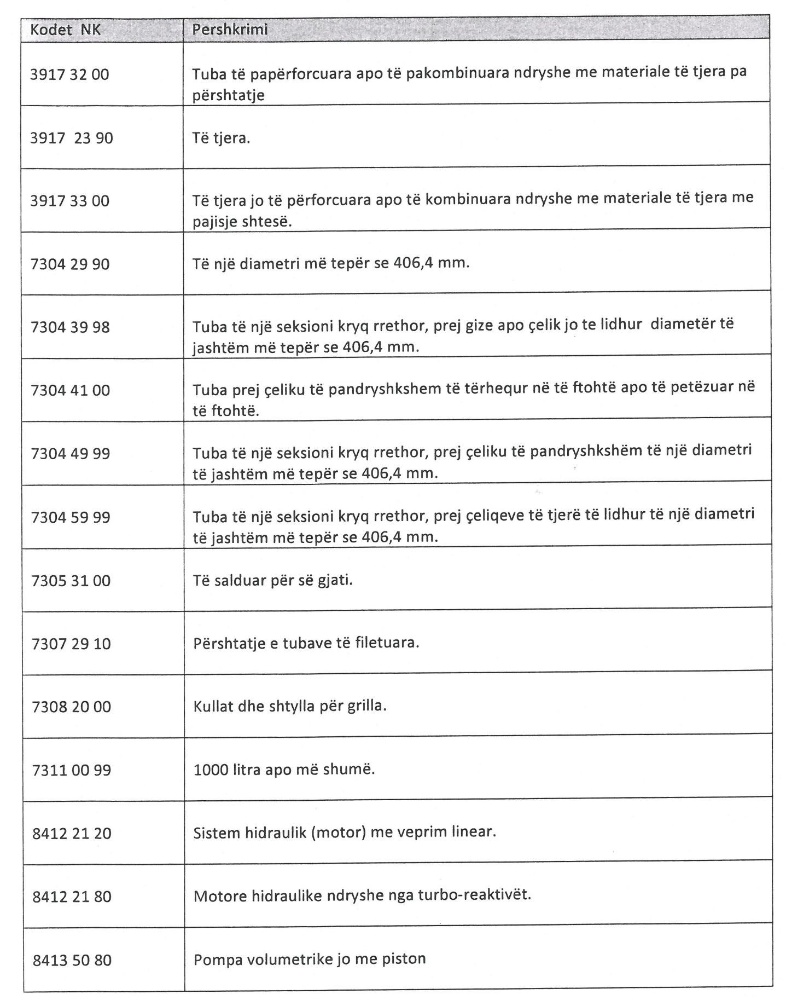 Kodet  NK
Pershkrimi
3917 32 00
Tuba të papërforcuara apo të pakombinuara ndryshe me materiale të tjera pa
përshtatje
3917  23 90
Të tjera.
3917 33 00
Të tjera jo të përforcuara apo të kombinuara ndryshe me materiale të tjera me
pajisje shtesë.
7304 29 90
Të një diametri më tepër se 406,4 mm.
7304 39 98
Tuba të një seksioni kryq rrethor, prej gize apo çelik jo te lidhur  diametër të
jashtëm më tepër se 406,4 mm.
7304 41 00
Tuba prej çeliku të pandryshkshem të tërhequr në të ftohtë apo të petëzuar në
të ftohtë.
7304 49 99
Tuba të një seksioni kryq rrethor, prej çeliku të pandryshkshëm të një diametri
të jashtëm më tepër se 406,4 mm.
7304 59 99
Tuba të një seksioni kryq rrethor, prej çeliqeve të tjerë të lidhur të një diametri
të jashtëm më tepër se 406,4 mm.
7305 31 00
Të salduar për së gjati.
7307 29 10
Përshtatje e tubave të filetuara.
7308 20 00
Kullat dhe shtylla për grilla.
7311 00 99
1000 litra apo më shumë.
8412 21 20
Sistem hidraulik (motor) me veprim linear.
8412 21 80
Motore hidraulike ndryshe nga turbo-reaktivët.
8413 50 80
Pompa volumetrike jo me piston